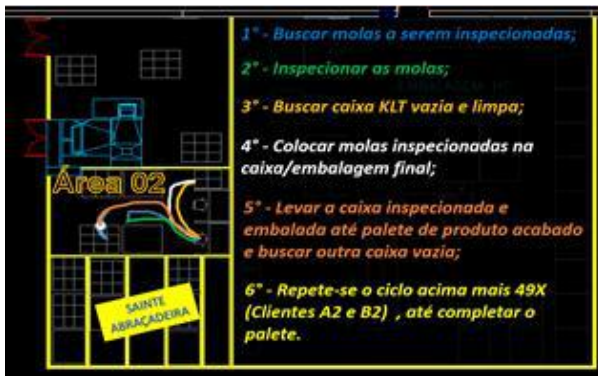 1° - Buscar molas a serem inspecionadas;
2° - Inspecionar as molas;
3° - Buscar caixa KLT vazia e limpa;
4° - Colocar molas inspecionadas na
caixa/embalagem final;
5° - Levar a caixa inspecionada e
embalada até palete de produto acabado
e buscar outra caixa vazia;
6° - Repete-se o ciclo acima mais 49X
(Clientes A2 e B2) , até completar o
palete.
Área 02
SAINTE
ABRAÇADEIRA